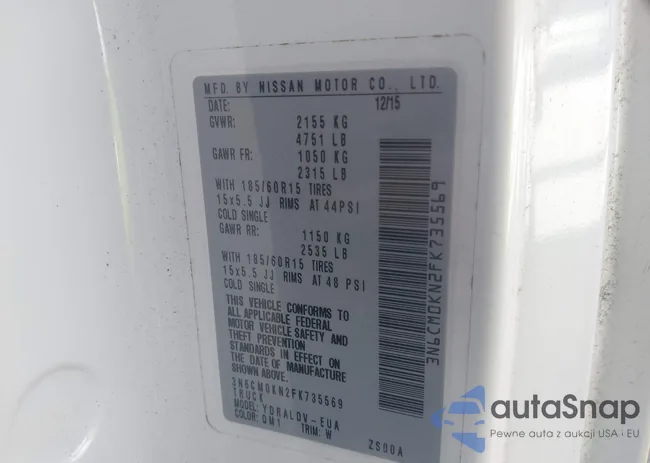 MFD. BY NISSAN MOTOR CO., LTD.
DATE: 12/15
GVWR: 2155 KG
4751 LB
GAWR FR: 1050 KG
2315 LB
WITH 185/60R15 TIRES
15x5.5 JJ RIMS AT 44PSI
COLD SINGLE
GAWR RR: 1150 KG
2535 LB
WITH 185/60R15 TIRES
15x5.5 JJ RIMS AT 48 PSI
COLD SINGLE
THIS VEHICLE CONFORMS TO
ALL APPLICABLE FEDERAL
MOTOR VEHICLE SAFETY AND
THEFT PREVENTION
STANDARDS IN EFFECT ON
THE DATE OF MANUFACTURE
SHOWN ABOVE.
3N6CM0KN2FK735569
TRUCK
MODEL: YDRALDV-EUA
COLOR: QM1 TRIM: W
ZS00A
3N6CM0KN2FK735569
autoSnap
Pewne auta z aukcji USA i EU